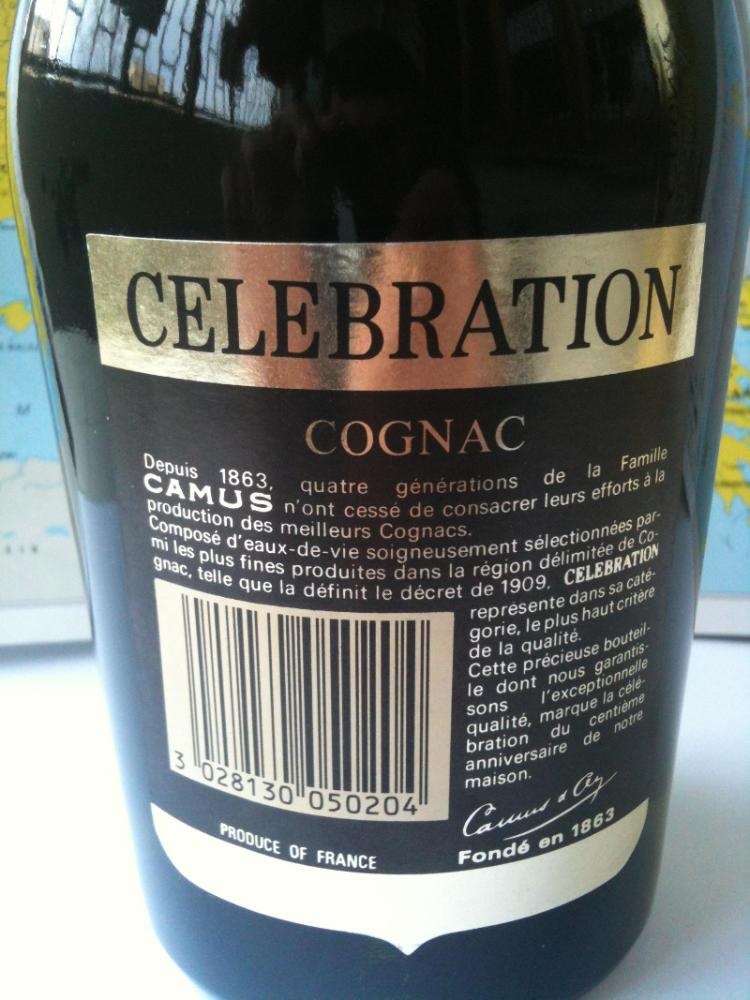 CELEBRATION
COGNAC
Depuis 1863, quatre générations de la Famille
CAMUS n'ont cessé de consacrer leurs efforts à la
production des meilleurs Cognacs.
Composé d'eaux-de-vie soigneusement sélectionnées par-
mi les plus fines produites dans la région délimitée de Co-
gnac, telle que la définit le décret de 1909, CELEBRATION
représente dans sa caté-
gorie, le plus haut critère
de la qualité.
Cette précieuse bouteil-
le dont nous garantis-
sons l'exceptionnelle
qualité, marque la célé-
bration du centième
anniversaire de notre
maison.
3 028130 050204
Camus & Cie
PRODUCE OF FRANCE
Fondé en 1863